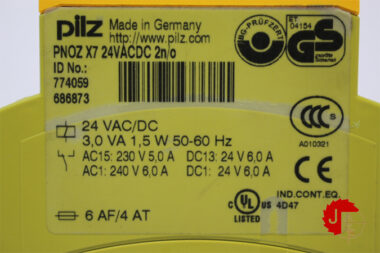 pilz Made in Germany
http://www.pilz.com
PNOZ X7 24VACDC 2n/o
ID No.:
774059
686873
BG-PRÜFZERT
ET
04154
GS
geprüfte
Sicherheit
24 VAC/DC
3,0 VA 1,5 W 50-60 Hz
AC15: 230 V 5,0 A DC13: 24 V 6,0 A
AC1: 240 V 6,0 A DC1: 24 V 6,0 A
CCC
A010321
6 AF/4 AT
C UL US
LISTED
IND.CONT.EQ.
4D47